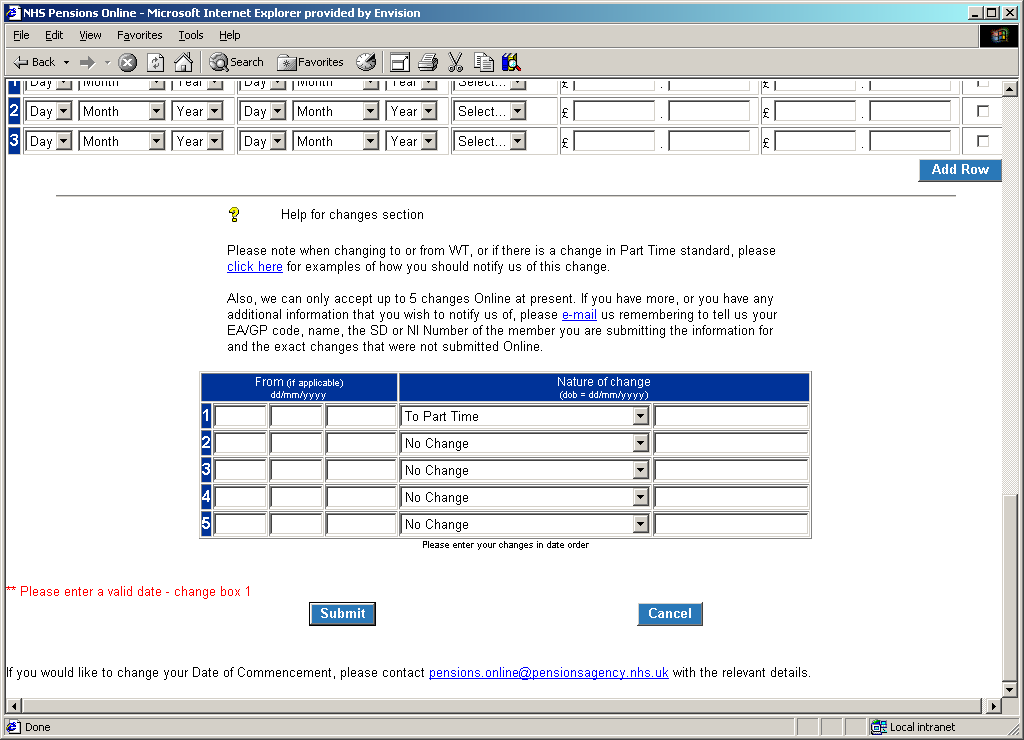 NHS Pensions Online - Microsoft Internet Explorer provided by Envision
File Edit View Favorites Tools Help
Back Search Favorites
1 Day Month Year Day Month Year Select... £ . £ .
2 Day Month Year Day Month Year Select... £ . £ .
3 Day Month Year Day Month Year Select... £ . £ .
Add Row
? Help for changes section
Please note when changing to or from WT, or if there is a change in Part Time standard, please
click here for examples of how you should notify us of this change.
Also, we can only accept up to 5 changes Online at present. If you have more, or you have any
additional information that you wish to notify us of, please e-mail us remembering to tell us your
EA/GP code, name, the SD or NI Number of the member you are submitting the information for
and the exact changes that were not submitted Online.
From (if applicable) Nature of change
dd/mm/yyyy (dob = dd/mm/yyyy)
1 To Part Time
2 No Change
3 No Change
4 No Change
5 No Change
Please enter your changes in date order
** Please enter a valid date - change box 1
Submit Cancel
If you would like to change your Date of Commencement, please contact pensions.online@pensionsagency.nhs.uk with the relevant details.
Done Local intranet